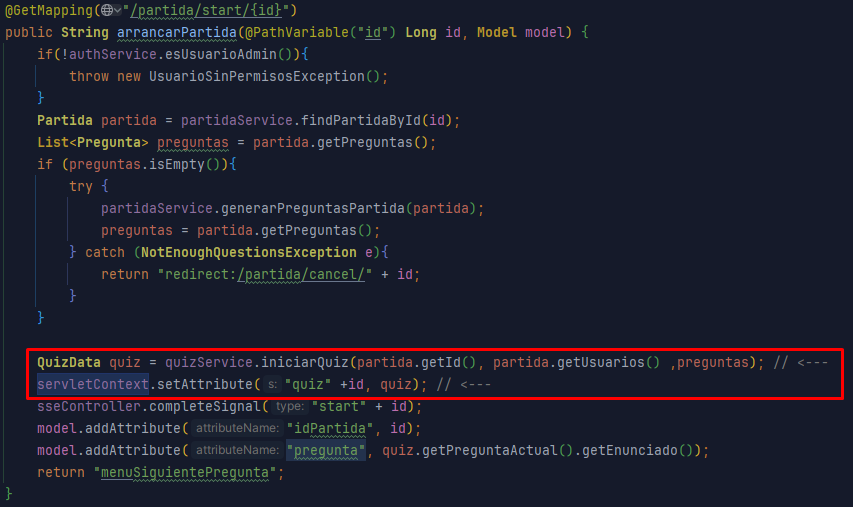 @GetMapping("/partida/start/{id}")
public String arrancarPartida(@PathVariable("id") Long id, Model model) {
    if(!authService.esUsuarioAdmin()){
        throw new UsuarioSinPermisosException();
    }
    Partida partida = partidaService.findPartidaById(id);
    List<Pregunta> preguntas = partida.getPreguntas();
    if (preguntas.isEmpty()){
        try {
            partidaService.generarPreguntasPartida(partida);
            preguntas = partida.getPreguntas();
        } catch (NotEnoughQuestionsException e){
            return "redirect:/partida/cancel/" + id;
        }
    }
    QuizData quiz = quizService.iniciarQuiz(partida.getId(), partida.getUsuarios() ,preguntas); // <---
    servletContext.setAttribute( s: "quiz" +id, quiz); // <---
    sseController.completeSignal( type: "start" + id);
    model.addAttribute( attributeName: "idPartida", id);
    model.addAttribute( attributeName: "pregunta", quiz.getPreguntaActual().getEnunciado());
    return "menuSiguientePregunta";
}